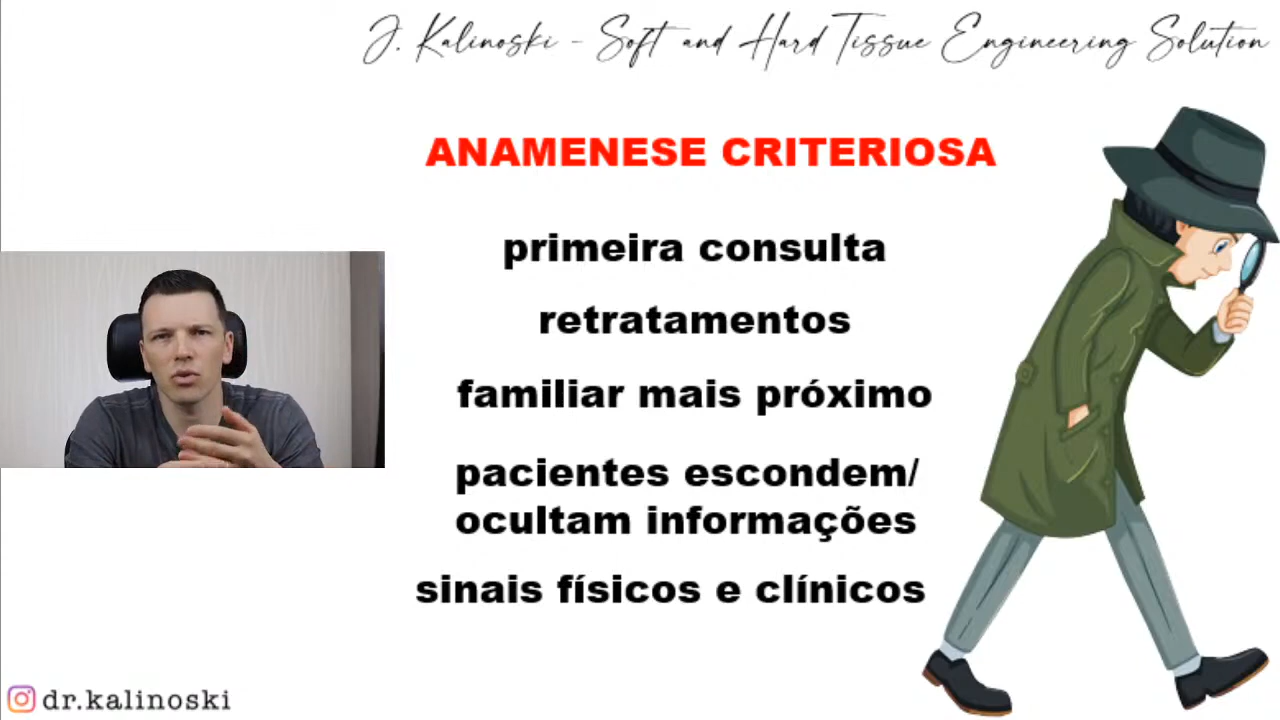 J. Kalinoski - Soft and Hard Tissue Engineering Solution
ANAMENESE CRITERIOSA
primeira consulta
retratamentos
familiar mais próximo
pacientes escondem/
ocultam informações
sinais físicos e clínicos
dr.kalinoski